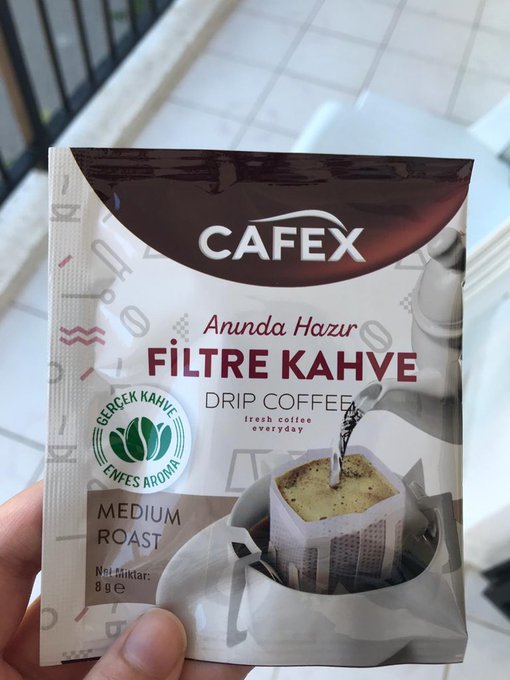 CAFEX
Anında Hazır
FİLTRE KAHVE
DRIP COFFEE
fresh coffee
everyday
GERÇEK KAHVE
ENFES AROMA
MEDIUM
ROAST
Net Miktar:
8 g ℮